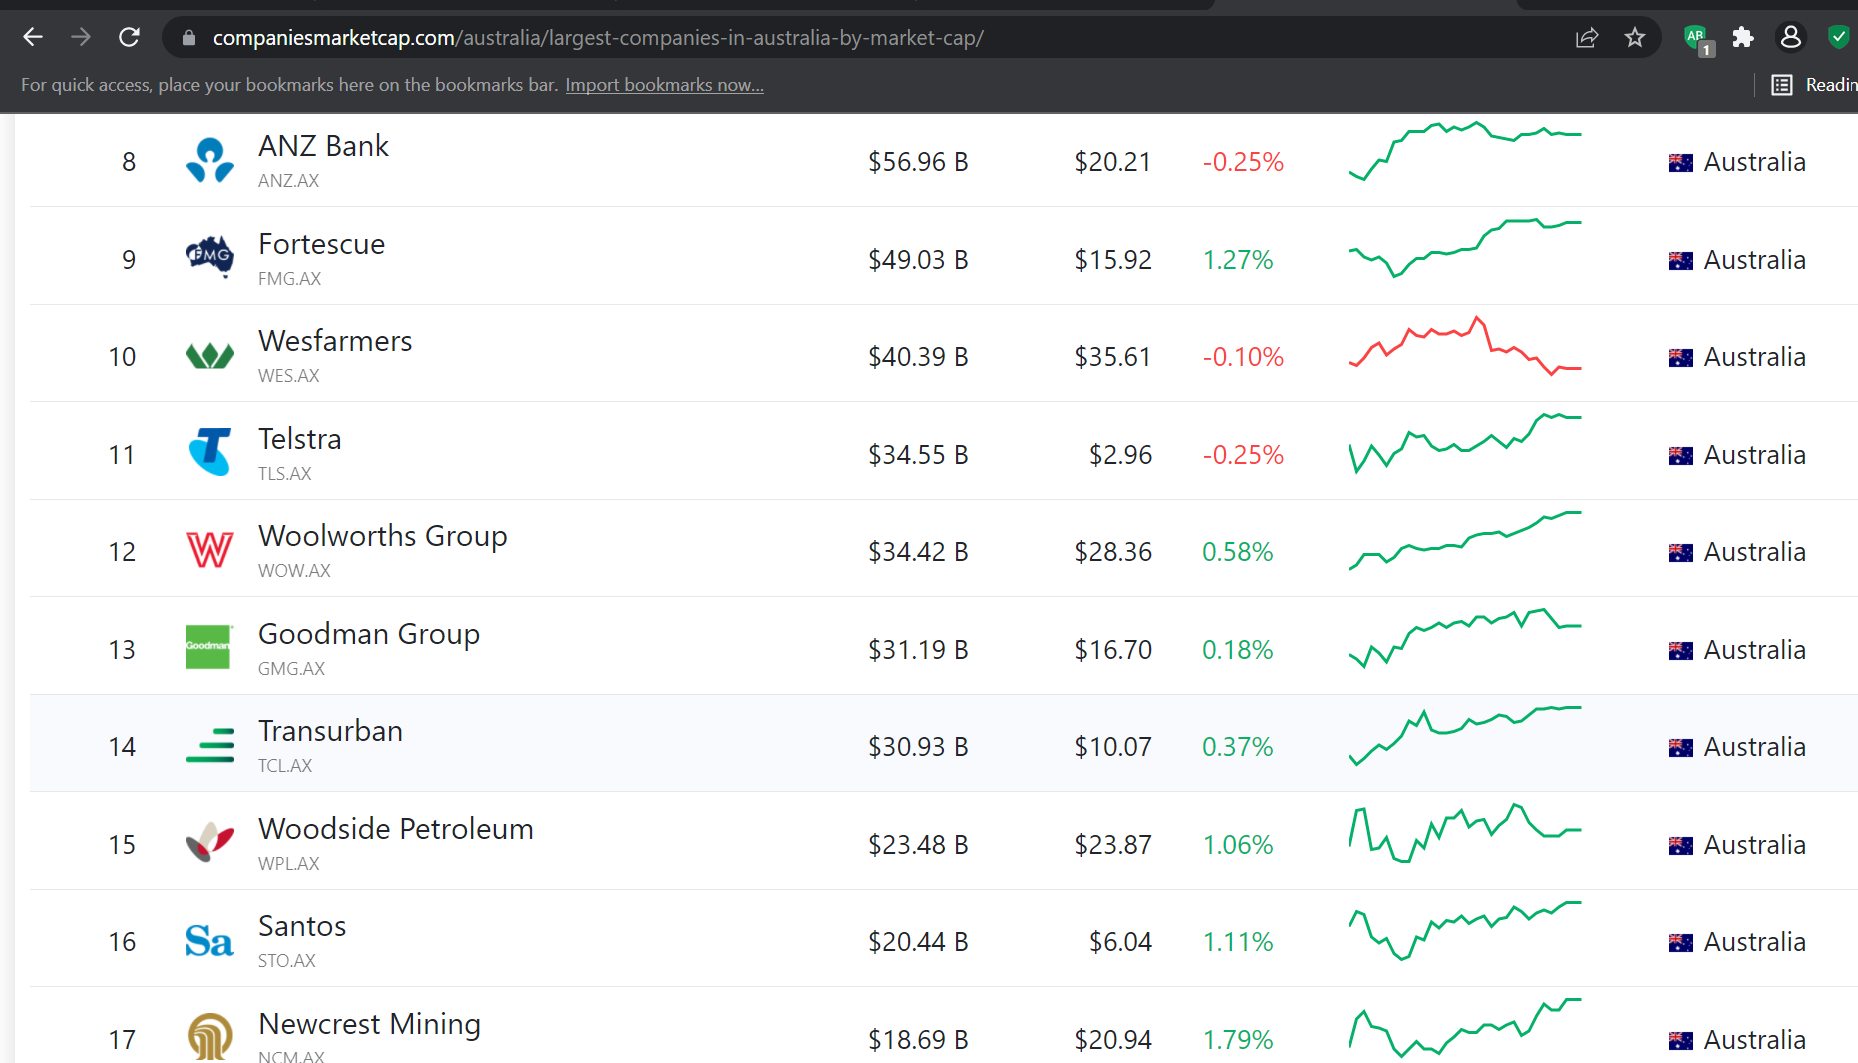 companiesmarketcap.com/australia/largest-companies-in-australia-by-market-cap/
AB
1
For quick access, place your bookmarks here on the bookmarks bar. Import bookmarks now...
Readin
8 ANZ Bank $56.96 B $20.21 -0.25% Australia
ANZ.AX
9 FMG Fortescue $49.03 B $15.92 1.27% Australia
FMG.AX
10 Wesfarmers $40.39 B $35.61 -0.10% Australia
WES.AX
11 T Telstra $34.55 B $2.96 -0.25% Australia
TLS.AX
12 W Woolworths Group $34.42 B $28.36 0.58% Australia
WOW.AX
13 Goodman Goodman Group $31.19 B $16.70 0.18% Australia
GMG.AX
14 Transurban $30.93 B $10.07 0.37% Australia
TCL.AX
15 Woodside Petroleum $23.48 B $23.87 1.06% Australia
WPL.AX
16 Sa Santos $20.44 B $6.04 1.11% Australia
STO.AX
17 Newcrest Mining $18.69 B $20.94 1.79% Australia
NCM.AX